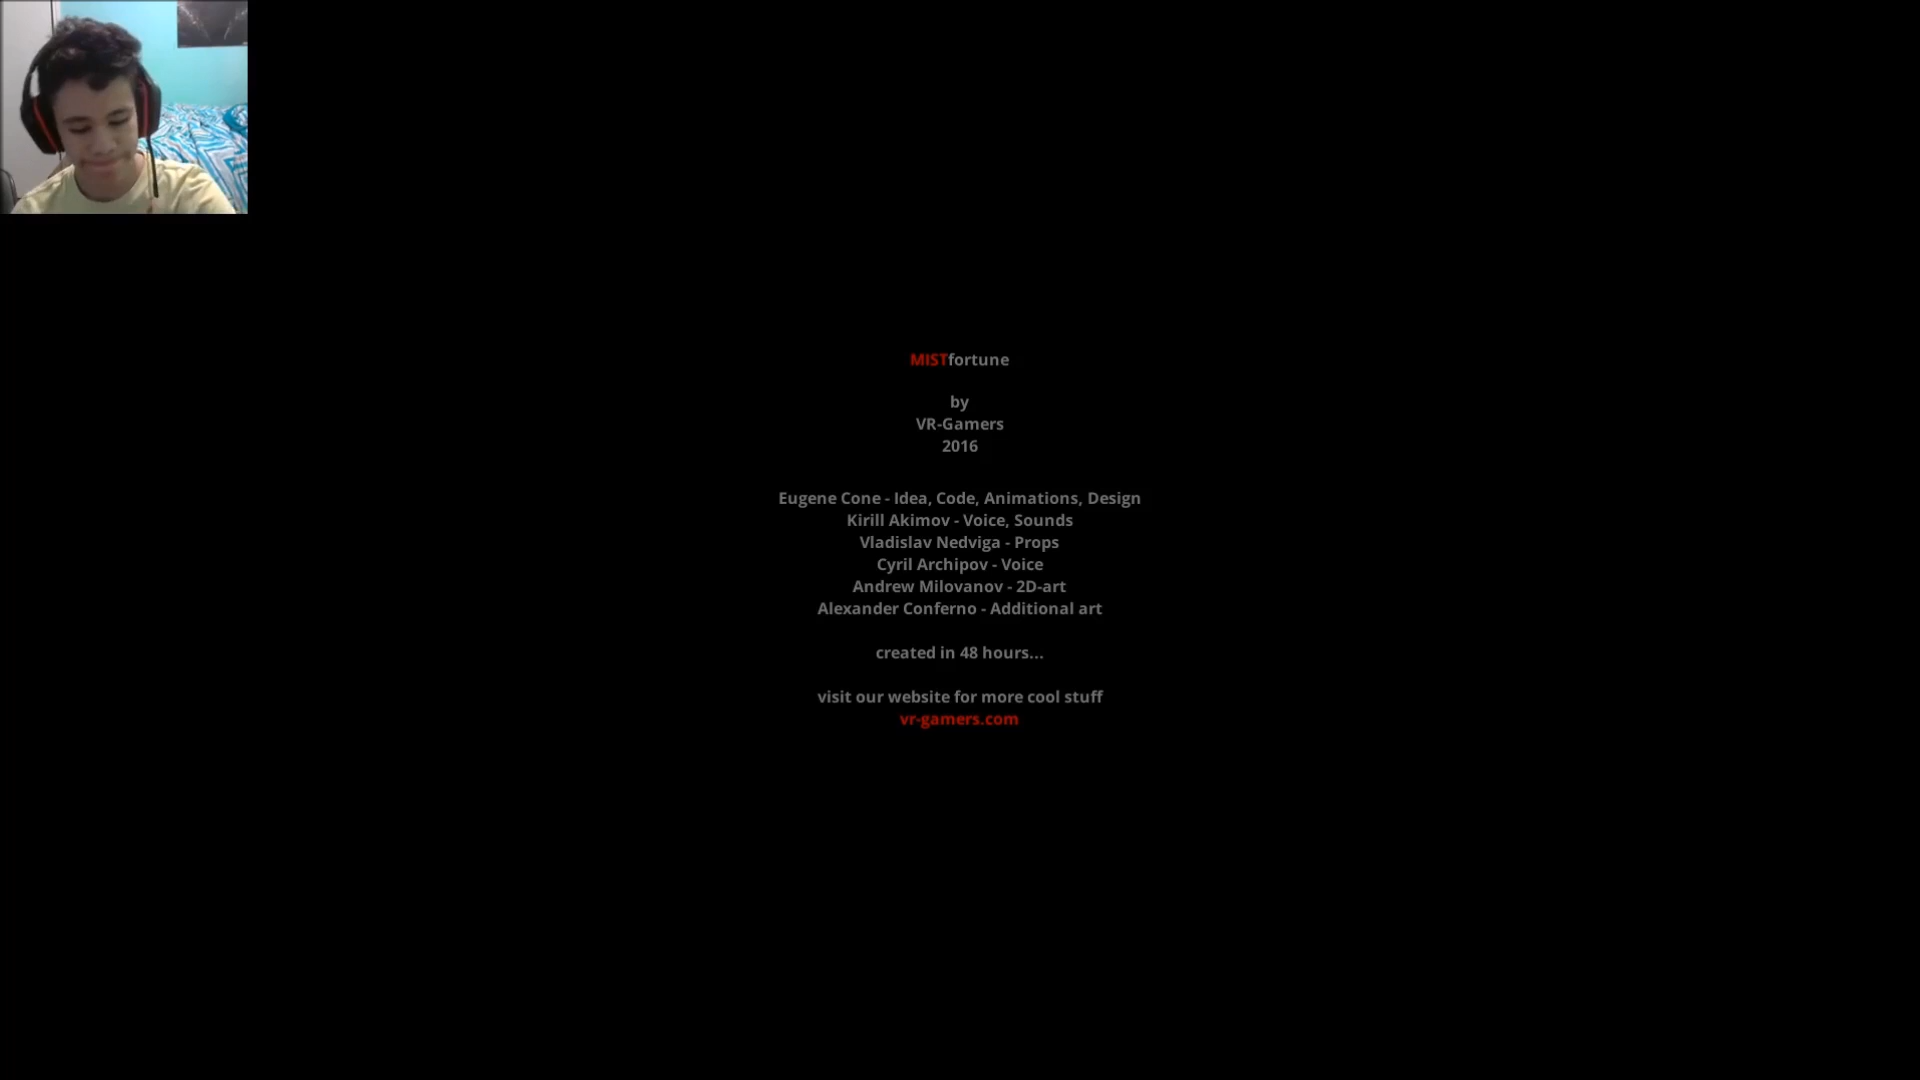 MISTfortune
by
VR-Gamers
2016
Eugene Cone - Idea, Code, Animations, Design
Kirill Akimov - Voice, Sounds
Vladislav Nedviga - Props
Cyril Archipov - Voice
Andrew Milovanov - 2D-art
Alexander Conferno - Additional art
created in 48 hours...
visit our website for more cool stuff
vr-gamers.com